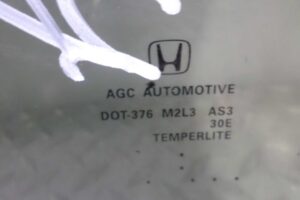 AGC AUTOMOTIVE
DOT-376 M2L3 AS3
30E
TEMPERLITE